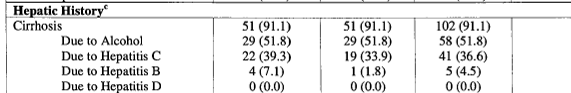 Hepatic History^c
Cirrhosis 51 (91.1) 51 (91.1) 102 (91.1)
Due to Alcohol 29 (51.8) 29 (51.8) 58 (51.8)
Due to Hepatitis C 22 (39.3) 19 (33.9) 41 (36.6)
Due to Hepatitis B 4 (7.1) 1 (1.8) 5 (4.5)
Due to Hepatitis D 0 (0.0) 0 (0.0) 0 (0.0)